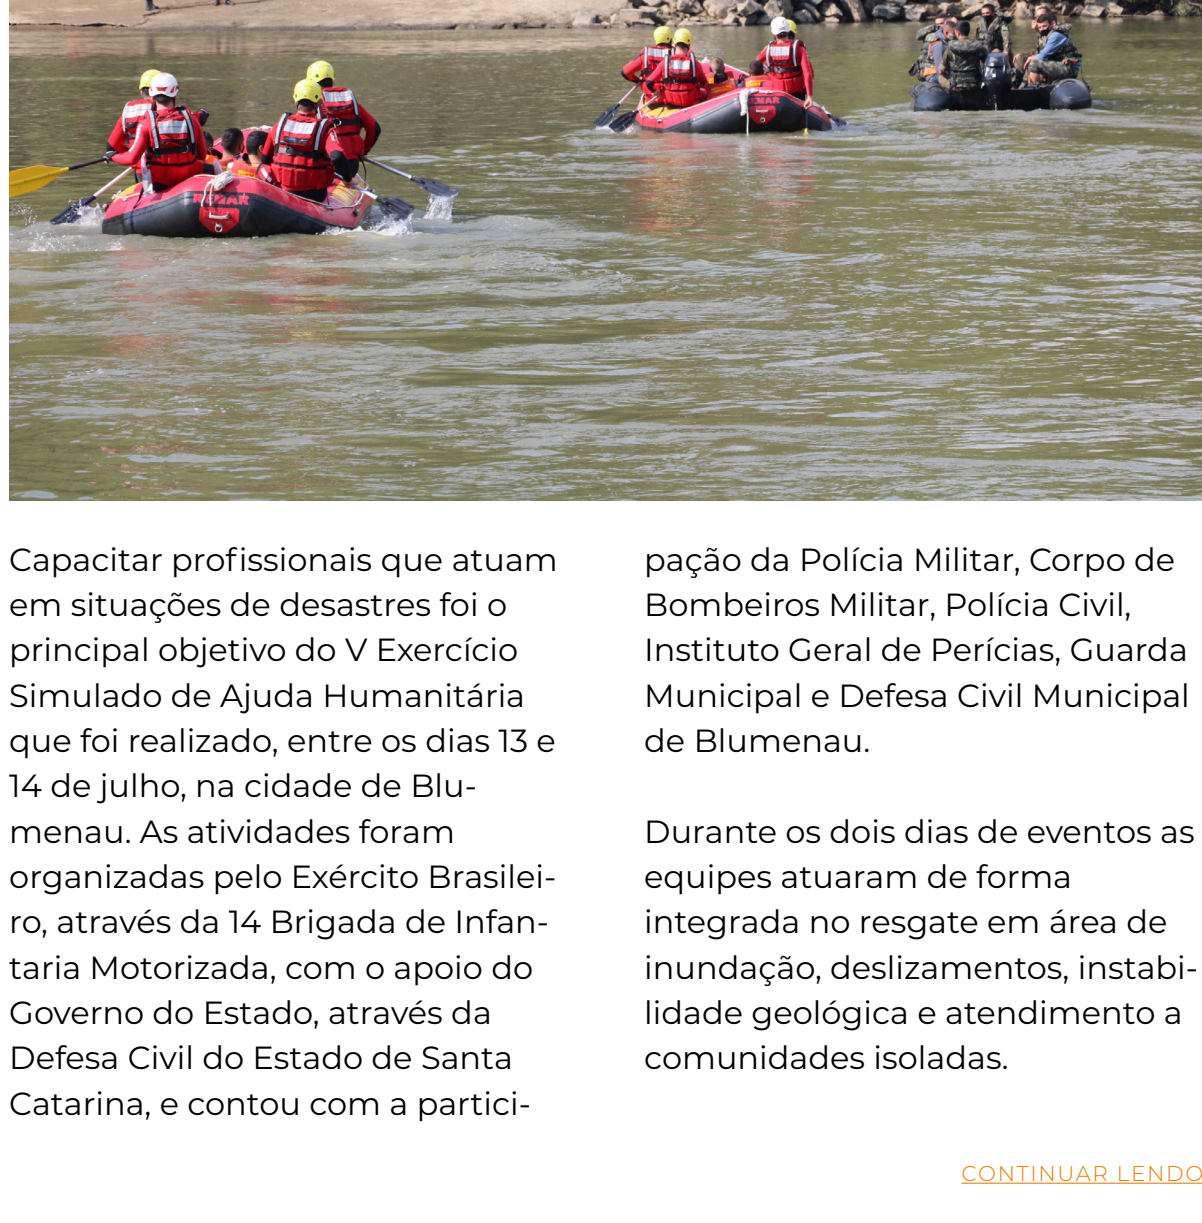 REMAR
REMAR
Capacitar profissionais que atuam
em situações de desastres foi o
principal objetivo do V Exercício
Simulado de Ajuda Humanitária
que foi realizado, entre os dias 13 e
14 de julho, na cidade de Blu-
menau. As atividades foram
organizadas pelo Exército Brasilei-
ro, através da 14 Brigada de Infan-
taria Motorizada, com o apoio do
Governo do Estado, através da
Defesa Civil do Estado de Santa
Catarina, e contou com a partici-
pação da Polícia Militar, Corpo de
Bombeiros Militar, Polícia Civil,
Instituto Geral de Perícias, Guarda
Municipal e Defesa Civil Municipal
de Blumenau.
Durante os dois dias de eventos as
equipes atuaram de forma
integrada no resgate em área de
inundação, deslizamentos, instabi-
lidade geológica e atendimento a
comunidades isoladas.
CONTINUAR LENDO